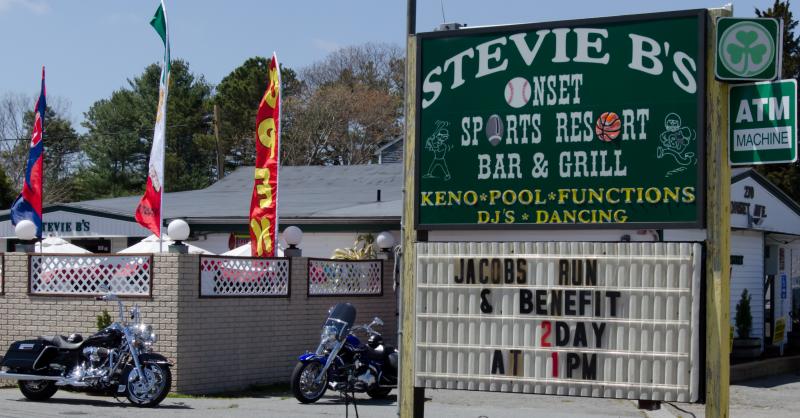 STEVIE B'S
ONSET
SPORTS RESORT
BAR & GRILL
KENO*POOL*FUNCTIONS
DJ'S * DANCING
ATM
MACHINE
JACOBS RUN
& BENEFIT
2DAY
AT 1PM
STEVIE B'S
OPEN